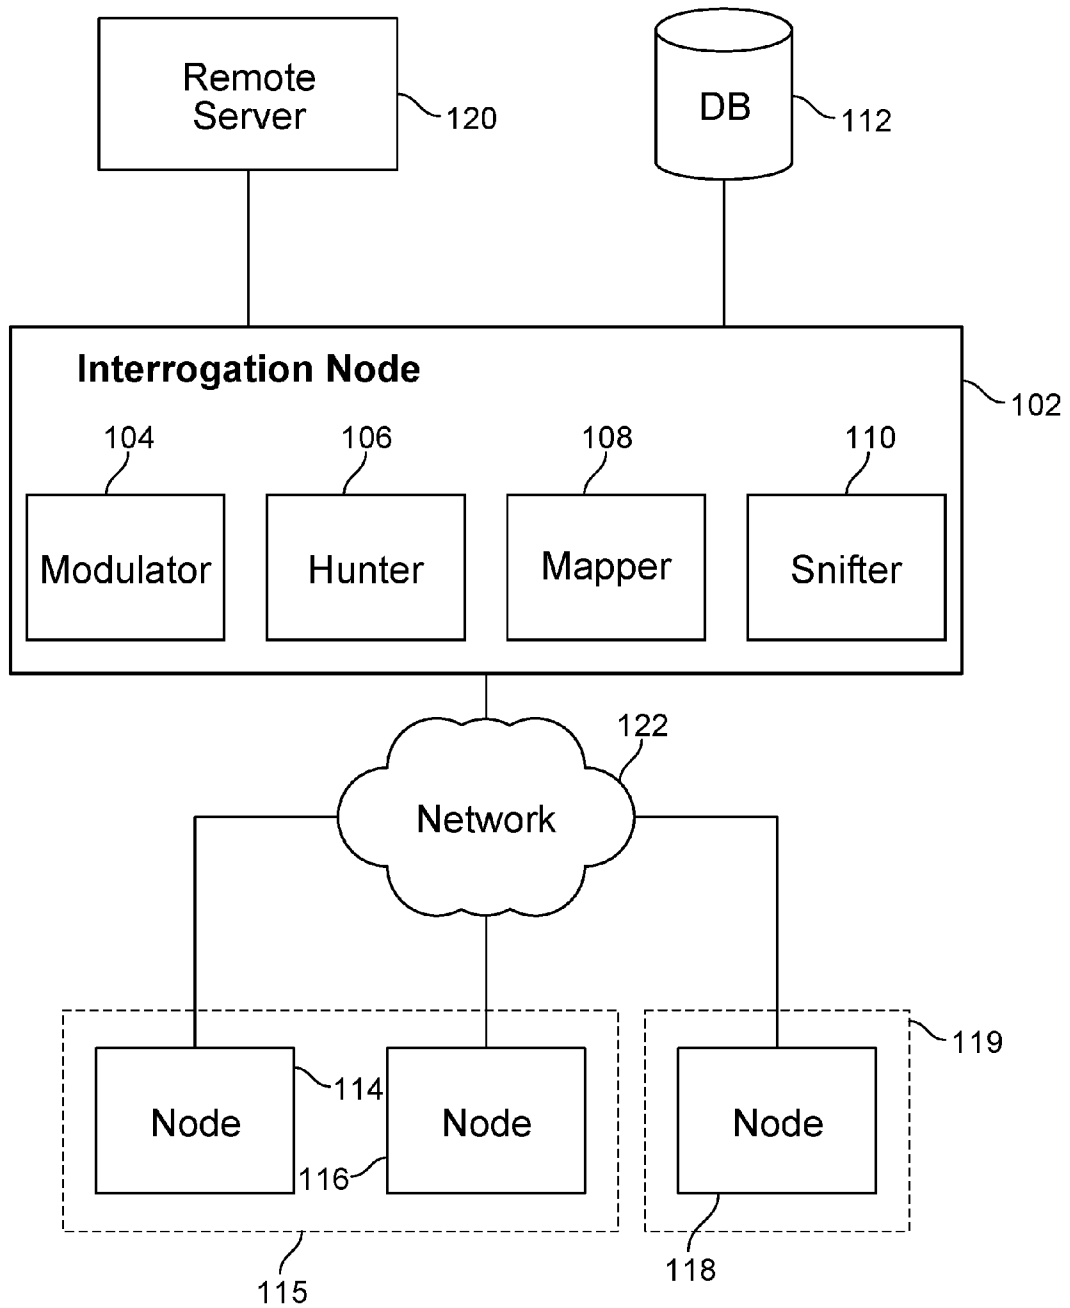 Remote
Server
120
DB
112
Interrogation Node
102
104
106
108
110
Modulator
Hunter
Mapper
Snifter
122
Network
119
Node
114
Node
116
Node
118
115